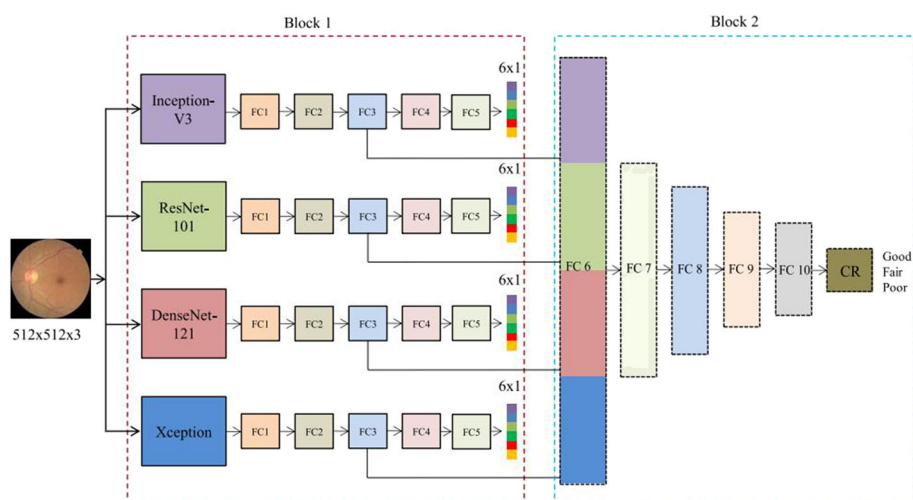 Block 1
Block 2
6x1
Inception-
V3
FC1
FC2
FC3
FC4
FC5
6x1
ResNet-
101
FC1
FC2
FC3
FC4
FC5
512x512x3
6x1
DenseNet-
121
FC1
FC2
FC3
FC4
FC5
6x1
Xception
FC1
FC2
FC3
FC4
FC5
FC 6
FC 7
FC 8
FC 9
FC 10
CR
Good
Fair
Poor